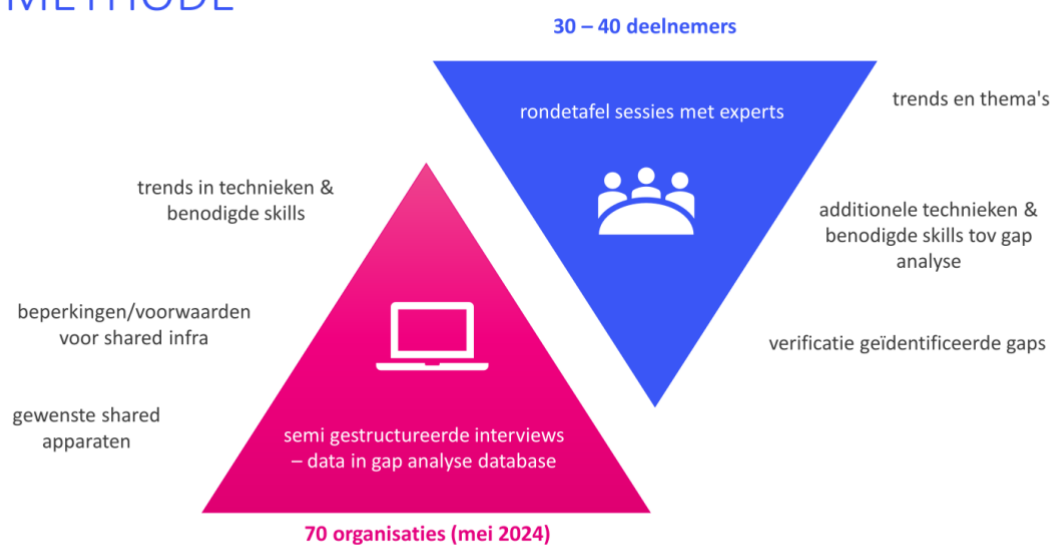 METHODE
30 – 40 deelnemers
rondetafel sessies met experts
trends en thema's
additionele technieken &
benodigde skills tov gap
analyse
verificatie geïdentificeerde gaps
trends in technieken &
benodigde skills
beperkingen/voorwaarden
voor shared infra
gewenste shared
apparaten
semi gestructureerde interviews
– data in gap analyse database
70 organisaties (mei 2024)